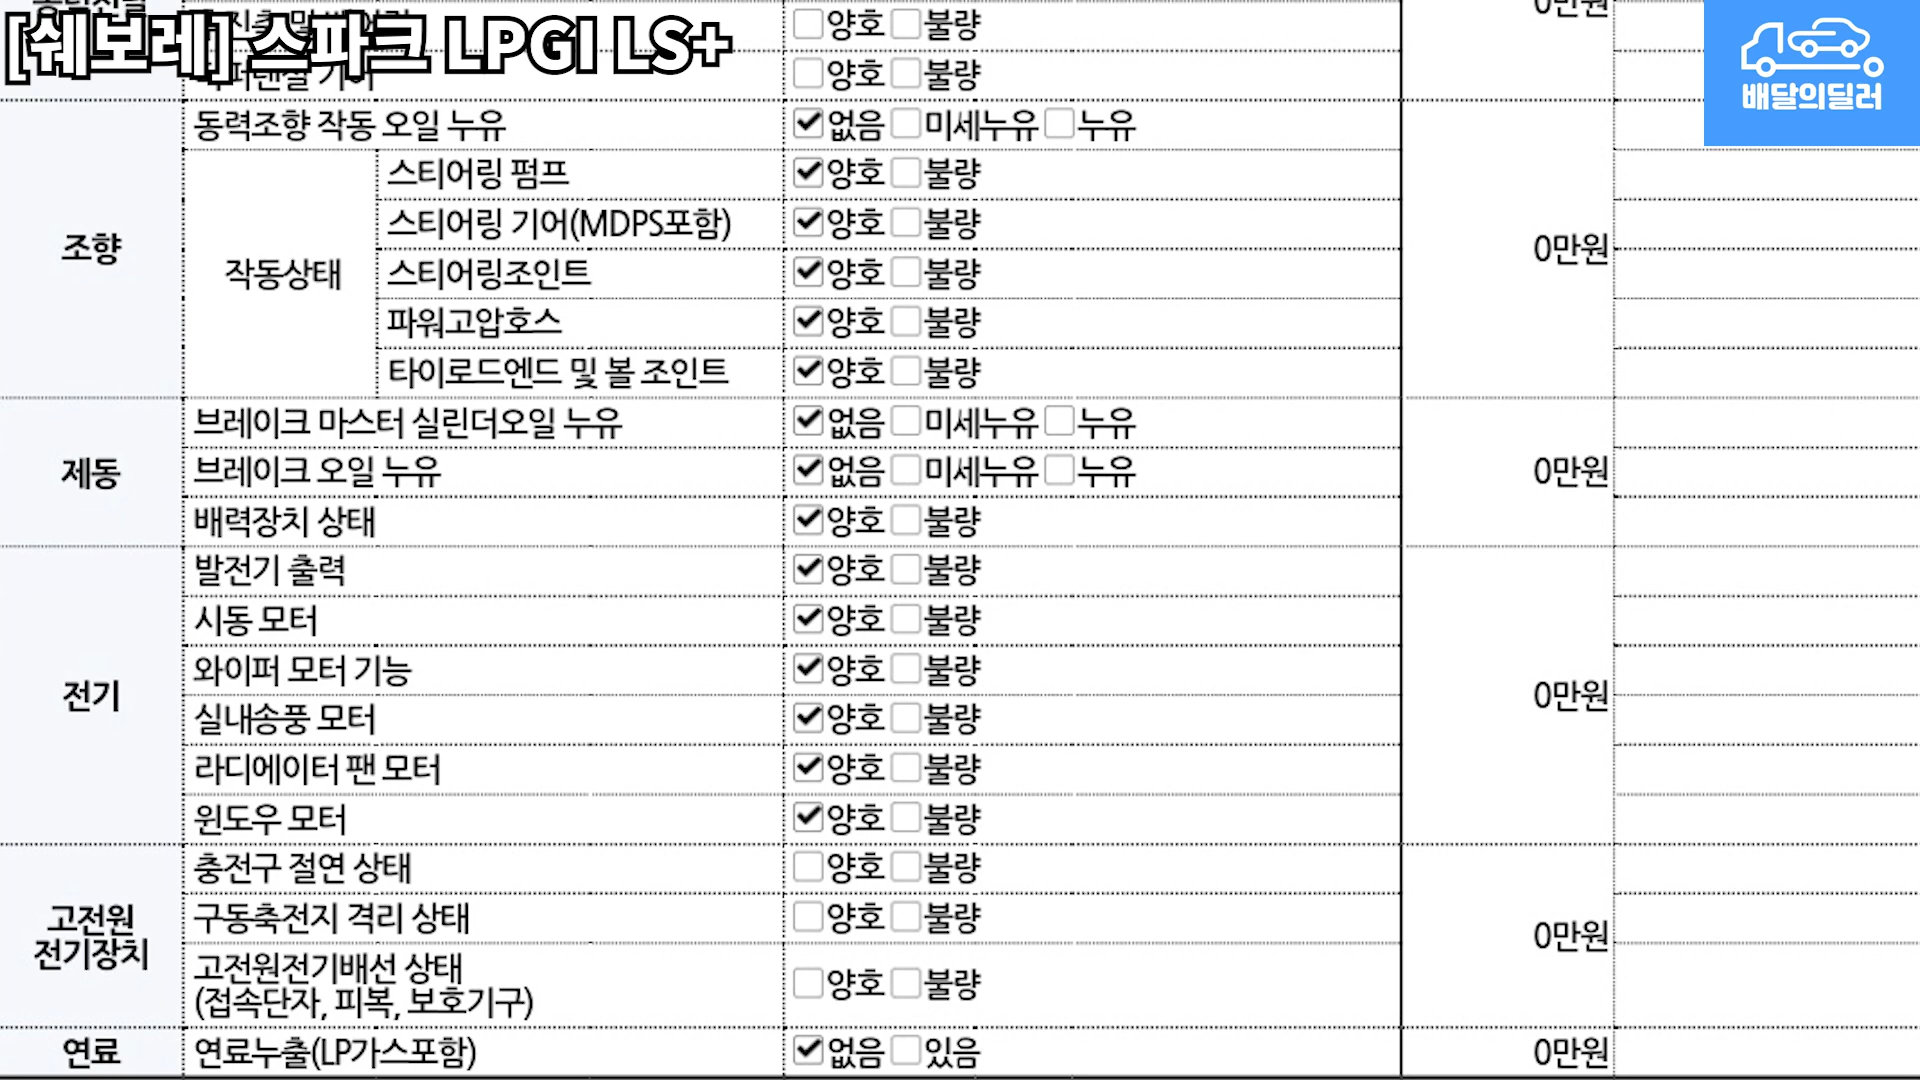 [쉐보레] 스파크 LPGI LS+
배달의딜러
양호 불량 0만원
양호 불량
조향
동력조향 작동 오일 누유 ✔없음 미세누유 누유
작동상태
스티어링 펌프 ✔양호 불량
스티어링 기어(MDPS포함) ✔양호 불량
0만원
스티어링조인트 ✔양호 불량
파워고압호스 ✔양호 불량
타이로드엔드 및 볼 조인트 ✔양호 불량
제동
브레이크 마스터 실린더오일 누유 ✔없음 미세누유 누유
브레이크 오일 누유 ✔없음 미세누유 누유
0만원
배력장치 상태 ✔양호 불량
전기
발전기 출력 ✔양호 불량
시동 모터 ✔양호 불량
와이퍼 모터 기능 ✔양호 불량
0만원
실내송풍 모터 ✔양호 불량
라디에이터 팬 모터 ✔양호 불량
윈도우 모터 ✔양호 불량
고전원
전기장치
충전구 절연 상태 양호 불량
구동축전지 격리 상태 양호 불량
0만원
고전원전기배선 상태
(접속단자, 피복, 보호기구) 양호 불량
연료
연료누출(LP가스포함) ✔없음 있음
0만원